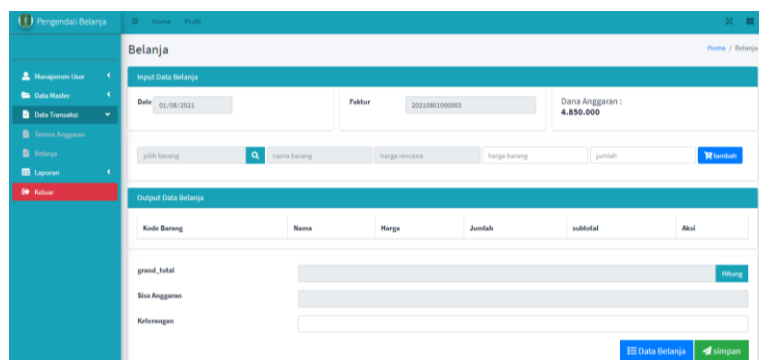 Pengendali Belanja
Home Profil
Belanja
Home / Belanja
Manajemen User
Data Master
Data Transaksi
Terima Anggaran
Belanja
Laporan
Keluar
Input Data Belanja
Date 01/08/2021
Faktur 20210801000003
Dana Anggaran :
4.850.000
pilih barang nama barang harga rencana harga barang jumlah tambah
Output Data Belanja
Kode Barang Nama Harga Jumlah subtotal Aksi
grand_total Hitung
Sisa Anggaran
Keterangan
Data Belanja simpan